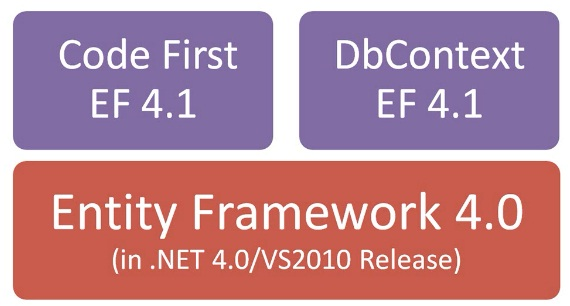 Code First
EF 4.1
DbContext
EF 4.1
Entity Framework 4.0
(in .NET 4.0/VS2010 Release)